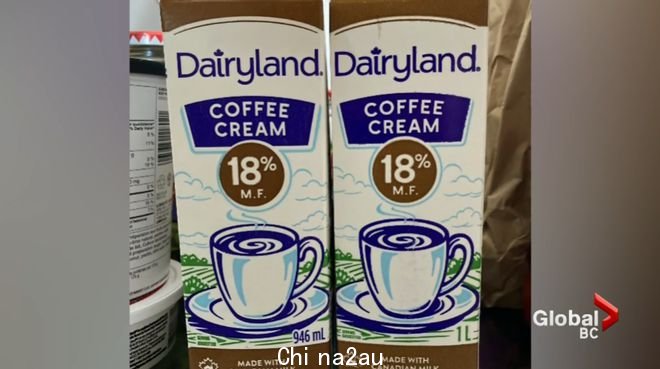 Dairyland.
COFFEE
CREAM
18%
M.F.
946 mL
MADE WITH
Dairyland.
COFFEE
CREAM
18%
M.F.
1L
MADE WITH
CANADIAN MILK
Global
BC
Chi na2au